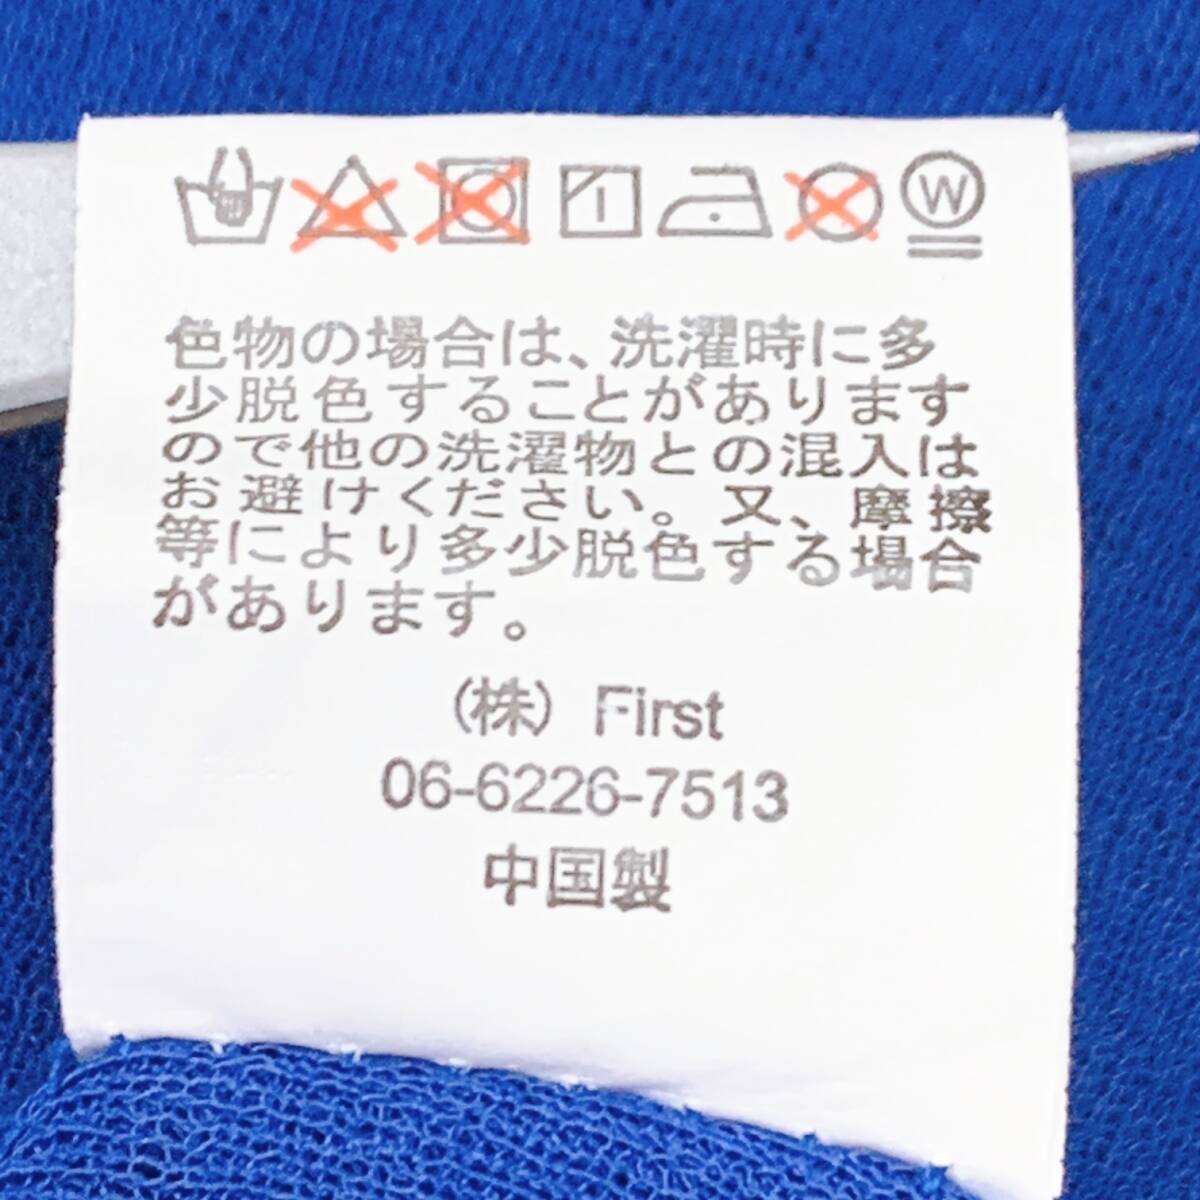 W
色物の場合は、洗濯時に多
少脱色することがあります
ので他の洗濯物との混入は
お避けください。又、摩擦
等により多少脱色する場合
があります。
(株) First
06-6226-7513
中国製